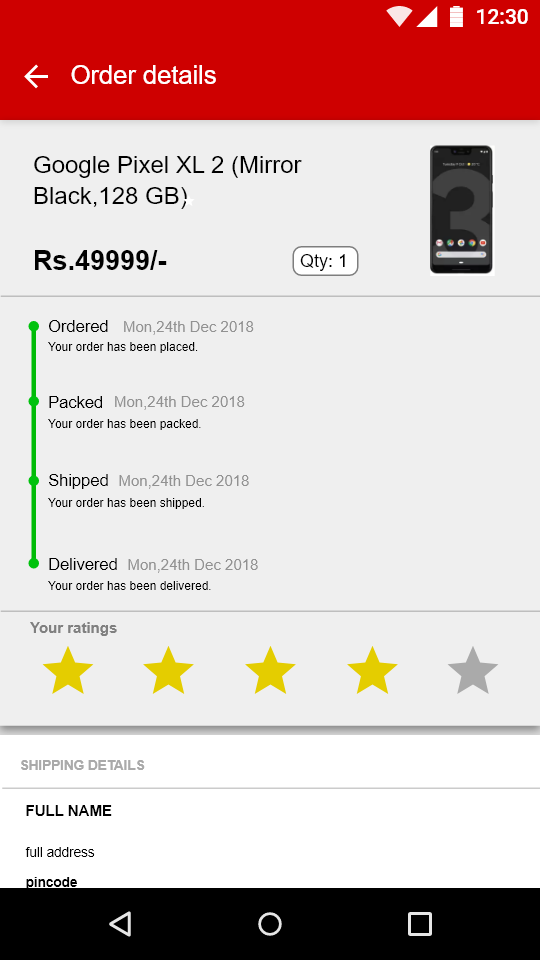 12:30
Order details
Google Pixel XL 2 (Mirror
Black,128 GB)
Rs.49999/-
Qty: 1
Ordered Mon,24th Dec 2018
Your order has been placed.
Packed Mon,24th Dec 2018
Your order has been packed.
Shipped Mon,24th Dec 2018
Your order has been shipped.
Delivered Mon,24th Dec 2018
Your order has been delivered.
Your ratings
SHIPPING DETAILS
FULL NAME
full address
pincode